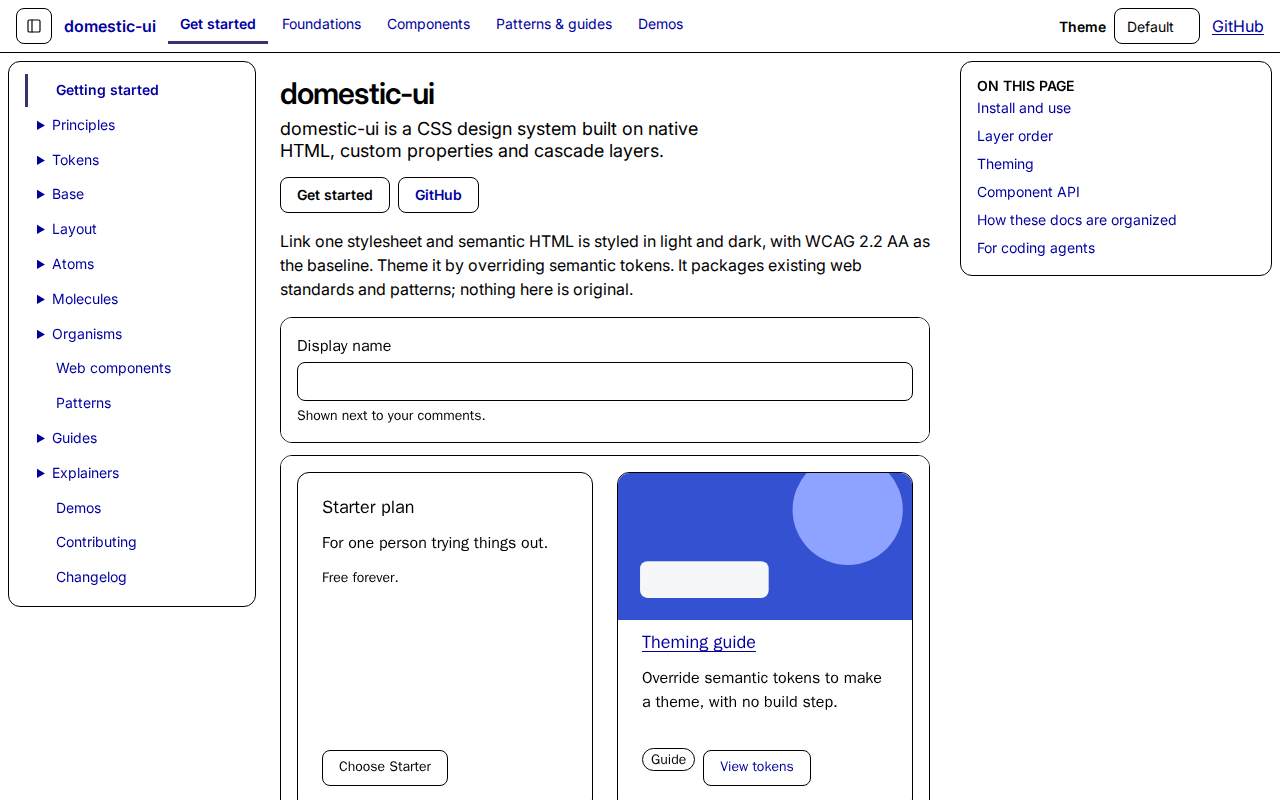 domestic-ui
Get started
Foundations
Components
Patterns & guides
Demos
Theme
Default
GitHub
Getting started
Principles
Tokens
Base
Layout
Atoms
Molecules
Organisms
Web components
Patterns
Guides
Explainers
Demos
Contributing
Changelog
domestic-ui
domestic-ui is a CSS design system built on native
HTML, custom properties and cascade layers.
Get started
GitHub
Link one stylesheet and semantic HTML is styled in light and dark, with WCAG 2.2 AA as
the baseline. Theme it by overriding semantic tokens. It packages existing web
standards and patterns; nothing here is original.
Display name
Shown next to your comments.
Starter plan
For one person trying things out.
Free forever.
Choose Starter
Theming guide
Override semantic tokens to make
a theme, with no build step.
Guide
View tokens
ON THIS PAGE
Install and use
Layer order
Theming
Component API
How these docs are organized
For coding agents